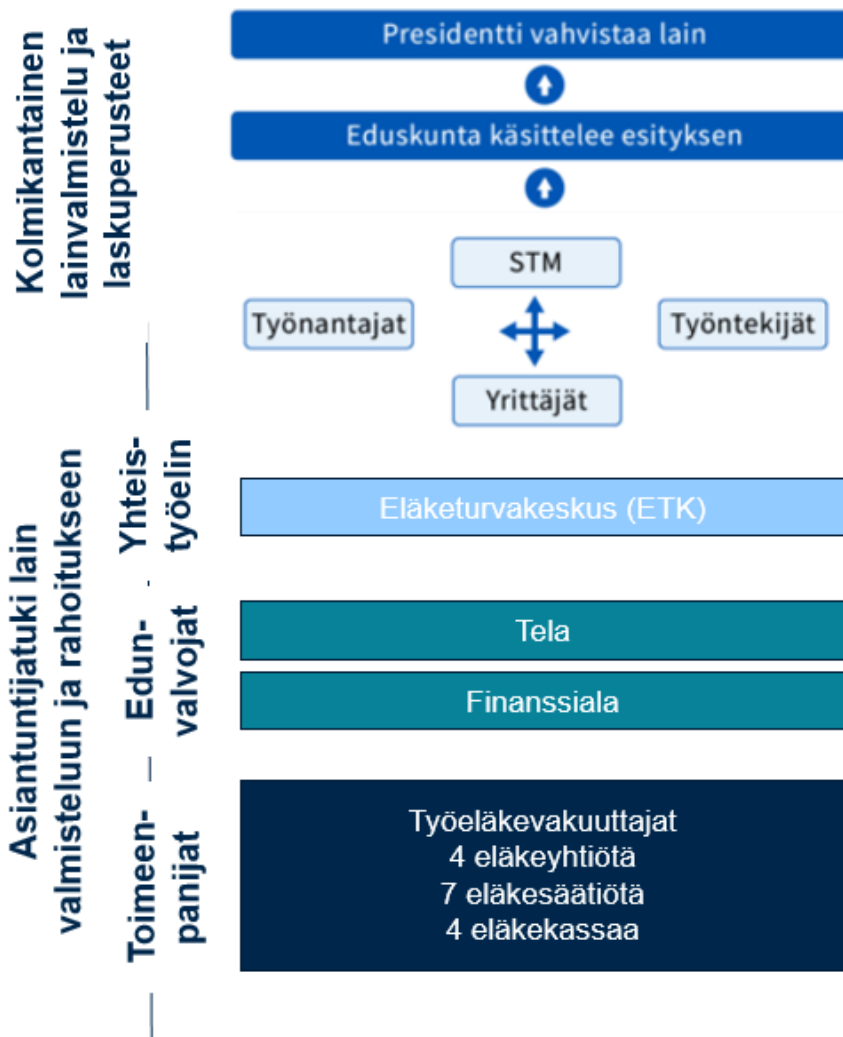 Kolmikantainen
lainvalmistelu ja
laskuperusteet
Presidentti vahvistaa lain
Eduskunta käsittelee esityksen
STM
Työnantajat
Työntekijät
Yrittäjät
Asiantuntijatuki lain
valmisteluun ja rahoitukseen
Yhteis-
työelin
Eläketurvakeskus (ETK)
Edun-
valvojat
Tela
Finanssiala
Toimeen-
panijat
Työeläkevakuuttajat
4 eläkeyhtiötä
7 eläkesäätiötä
4 eläkekassaa